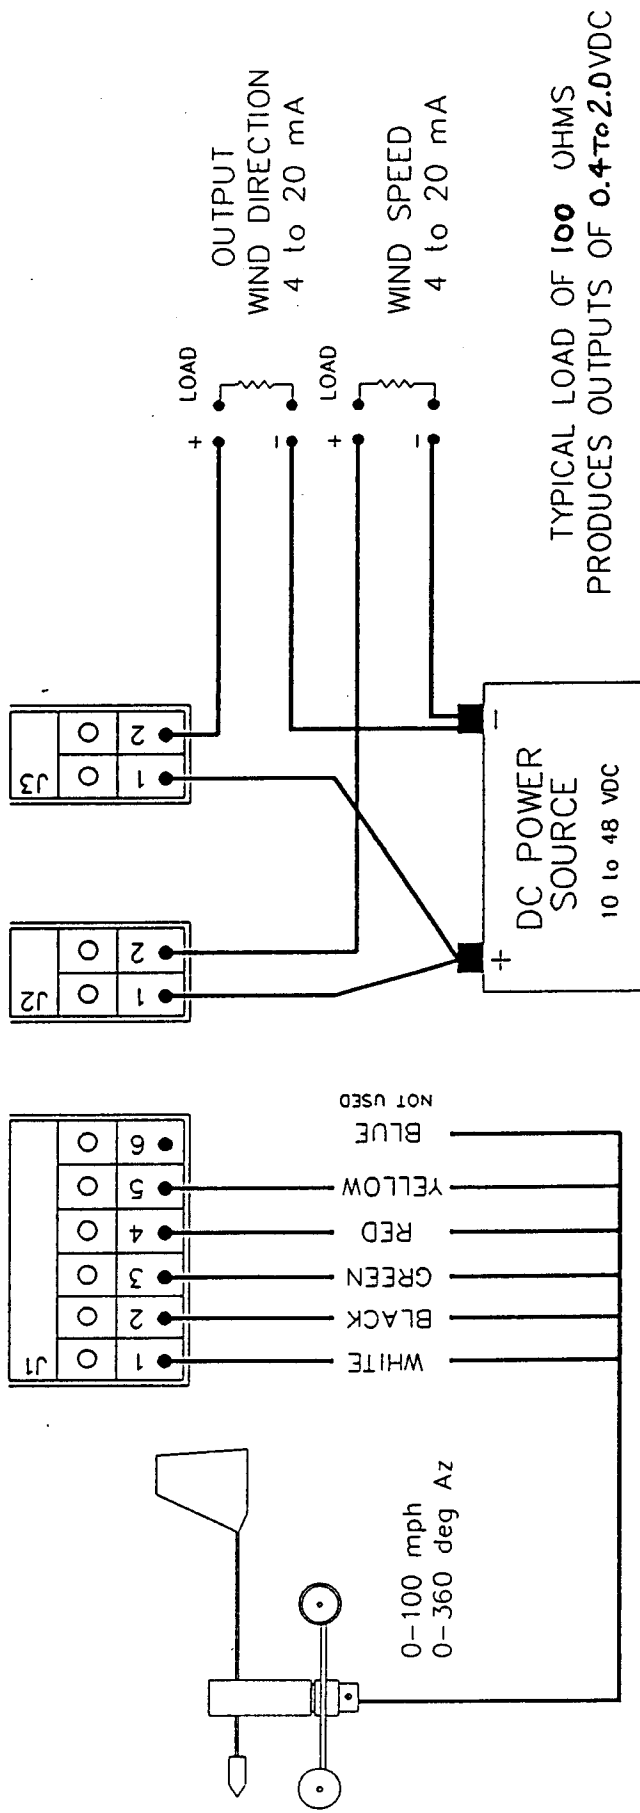 J1
1
2
3
4
5
6
WHITE
BLACK
GREEN
RED
YELLOW
BLUE
NOT USED
0-100 mph
0-360 deg Az
J2
1
2
J3
1
2
+
-
DC POWER
SOURCE
10 to 48 VDC
+
LOAD
-
OUTPUT
WIND DIRECTION
4 to 20 mA
+
LOAD
-
WIND SPEED
4 to 20 mA
TYPICAL LOAD OF 100 OHMS
PRODUCES OUTPUTS OF 0.4 TO 2.0 VDC